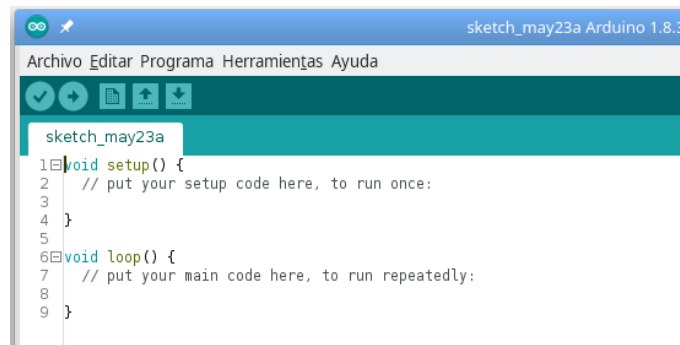 sketch_may23a Arduino 1.8.3
Archivo Editar Programa Herramientas Ayuda
sketch_may23a
1 void setup() {
2   // put your setup code here, to run once:
3
4 }
5
6 void loop() {
7   // put your main code here, to run repeatedly:
8
9 }